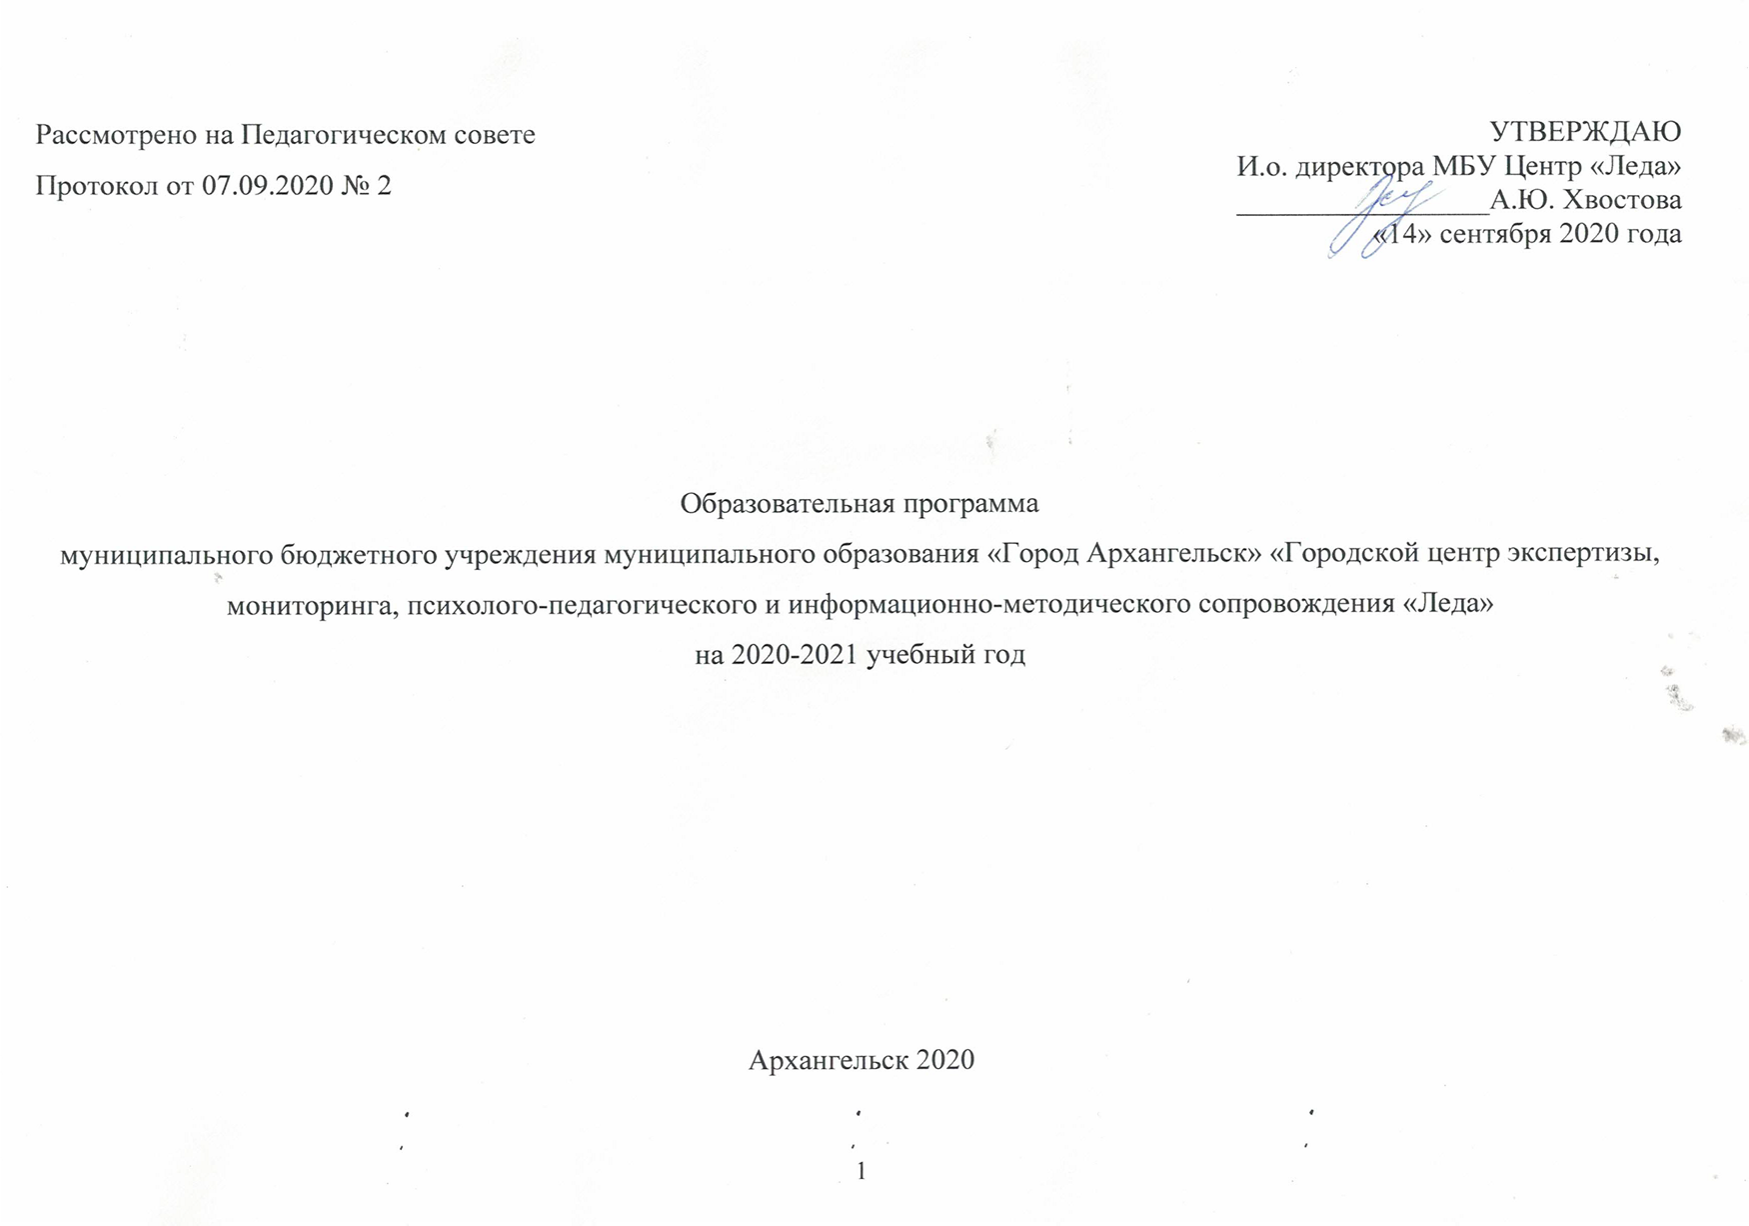 Рассмотрено на Педагогическом совете
Протокол от 07.09.2020 № 2
УТВЕРЖДАЮ
И.о. директора МБУ Центр «Леда»
__________________А.Ю. Хвостова
«14» сентября 2020 года
Образовательная программа
муниципального бюджетного учреждения муниципального образования «Город Архангельск» «Городской центр экспертизы,
мониторинга, психолого-педагогического и информационно-методического сопровождения «Леда»
на 2020-2021 учебный год
Архангельск 2020
1